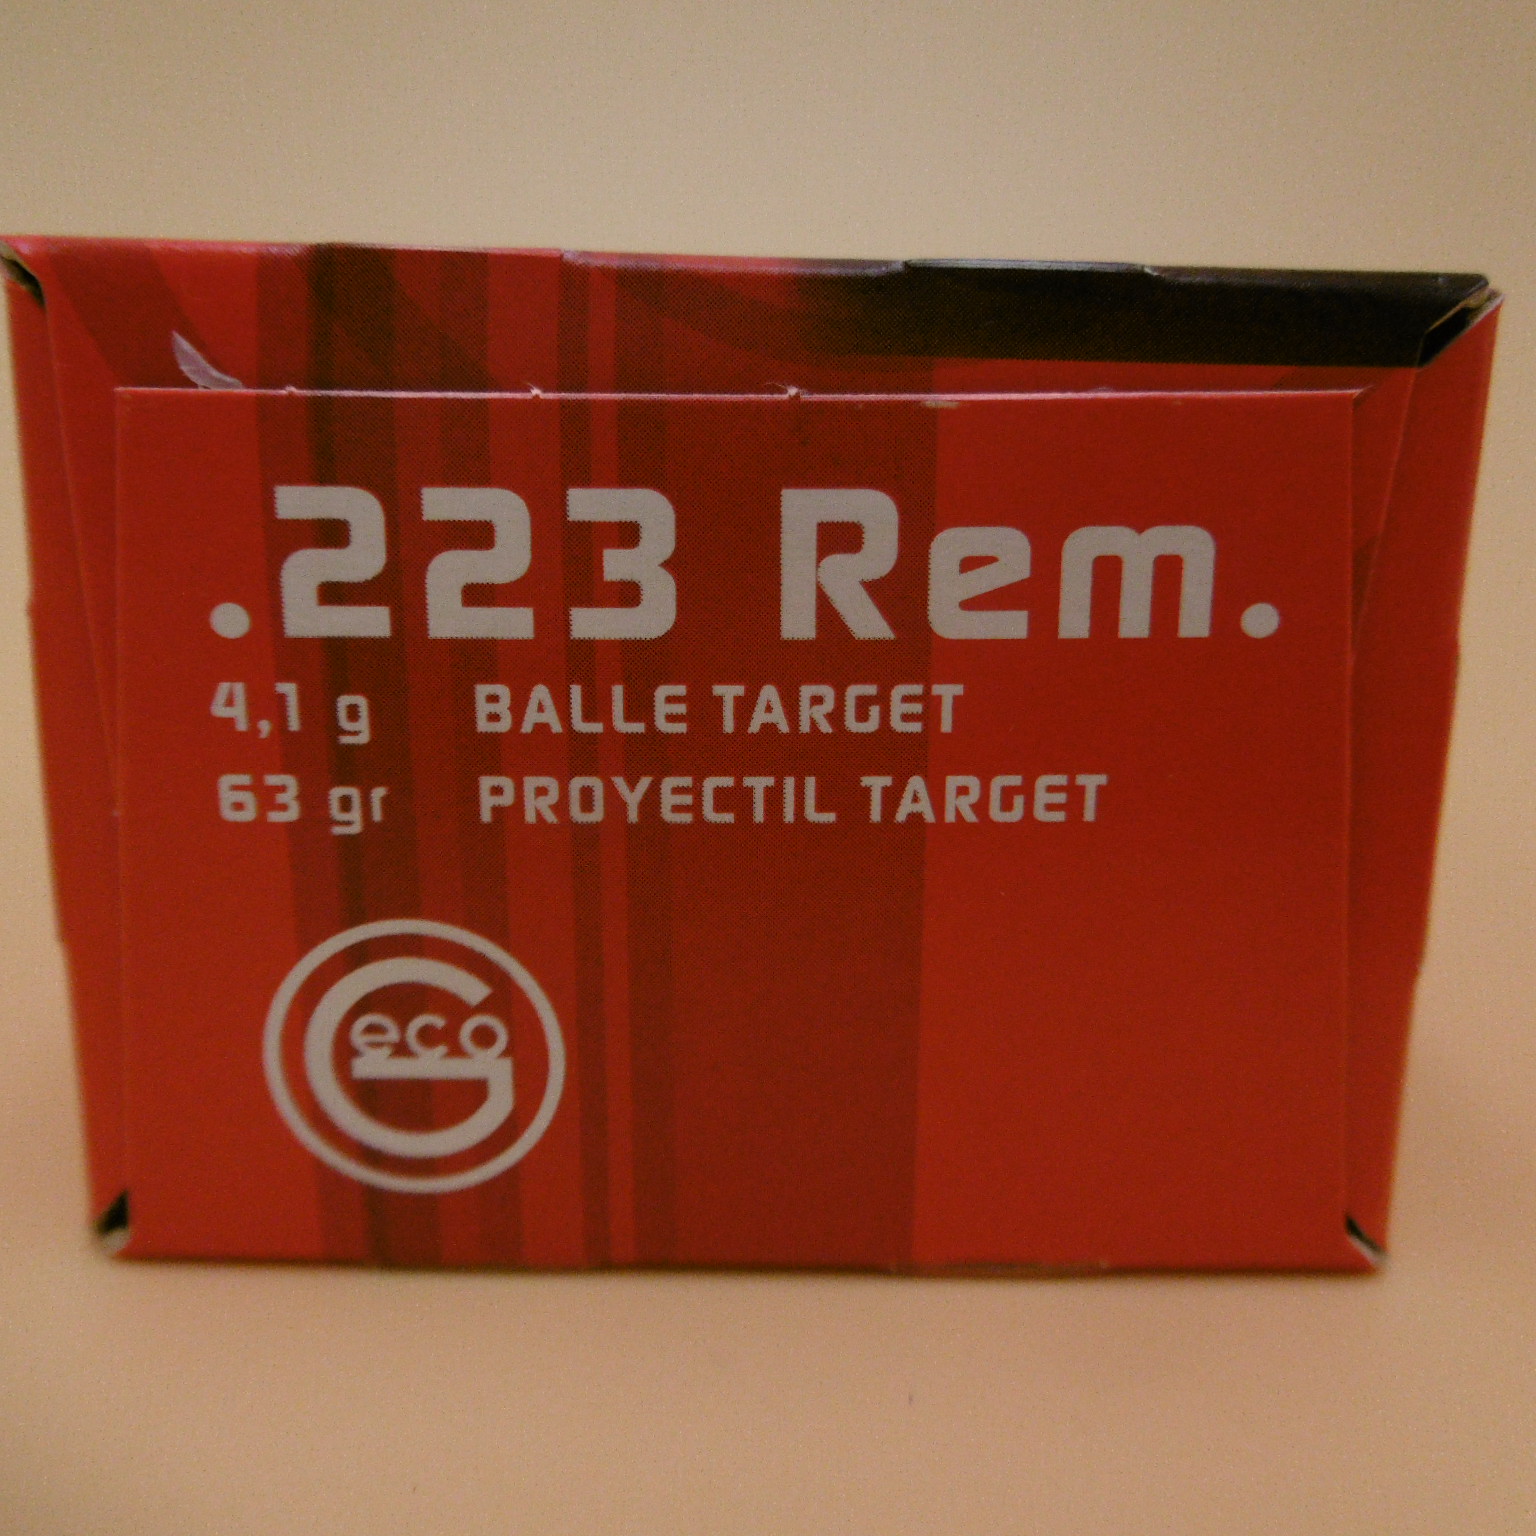 .223 Rem.
4,1 g BALLE TARGET
63 gr PROYECTIL TARGET
Geco